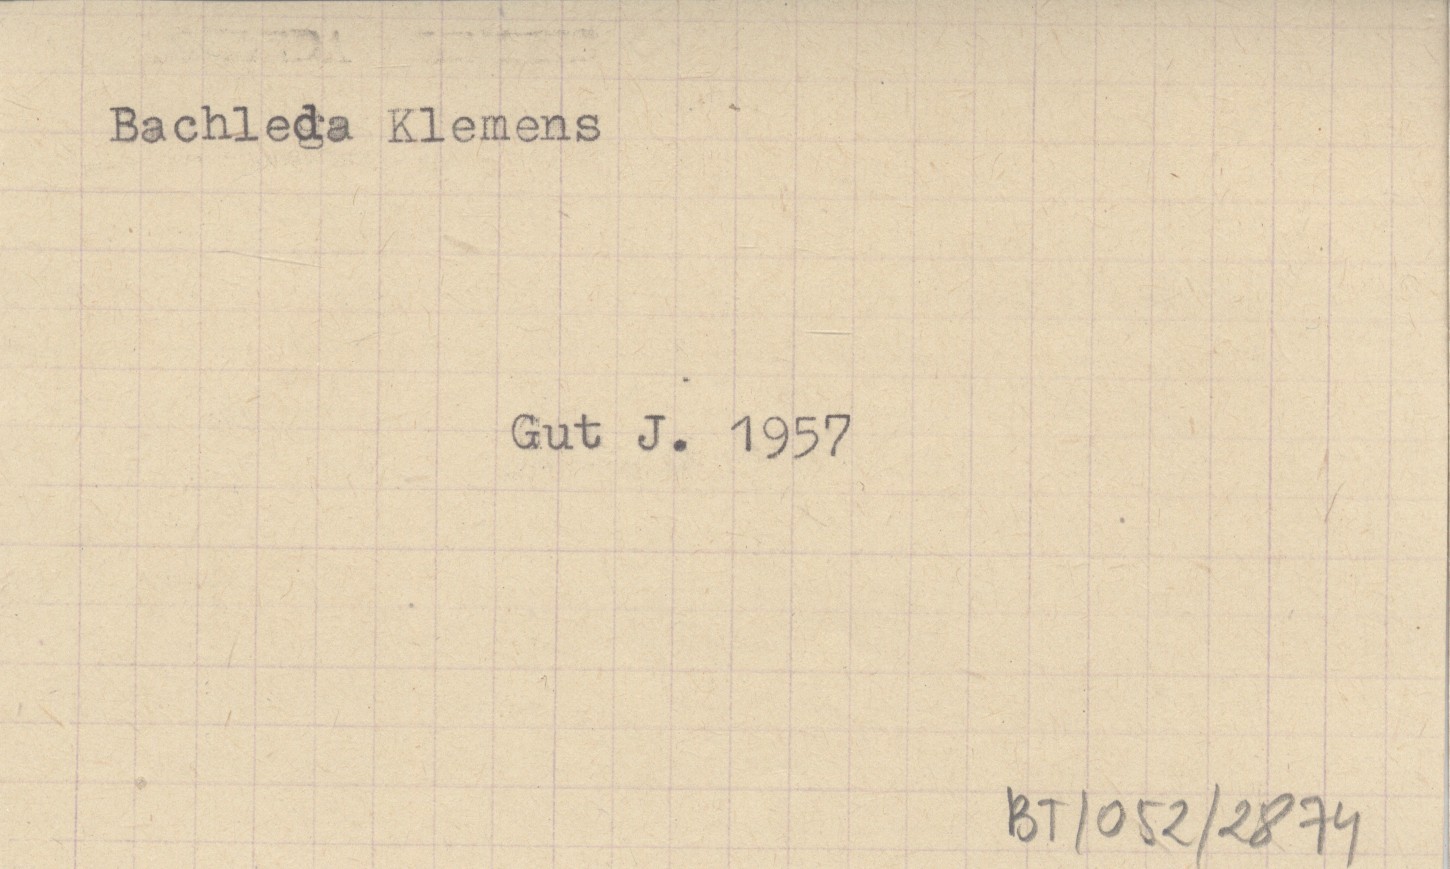 Bachleda Klemens
Gut J. 1957
BT/052/2874